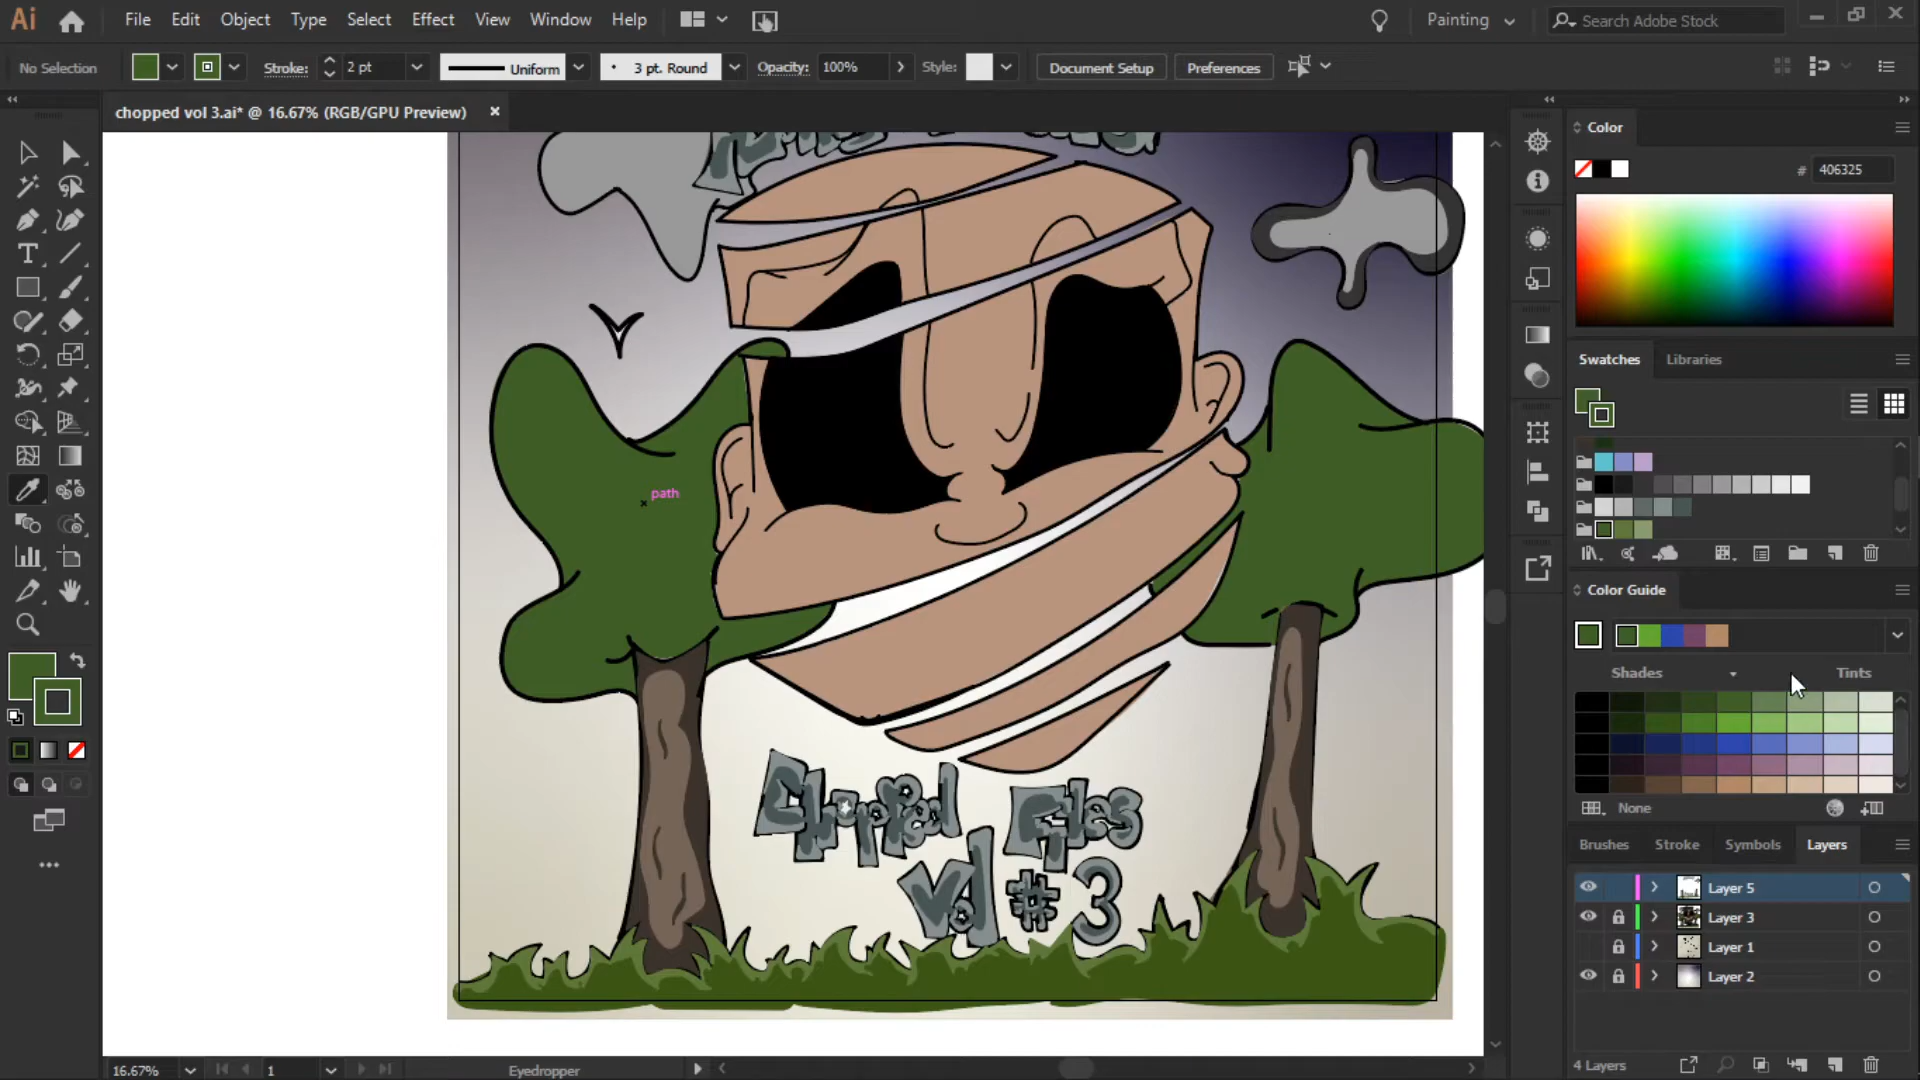 Ai File Edit Object Type Select Effect View Window Help Painting Search Adobe Stock
No Selection Stroke: 2 pt Uniform 3 pt. Round Opacity: 100% Style: Document Setup Preferences
chopped vol 3.ai* @ 16.67% (RGB/GPU Preview)
Color
# 406325
Swatches Libraries
path
Color Guide
Shades Tints
None
Chopped Files
Vol # 3
Brushes Stroke Symbols Layers
Layer 5
Layer 3
Layer 1
Layer 2
16.67% 1 Eyedropper 4 Layers